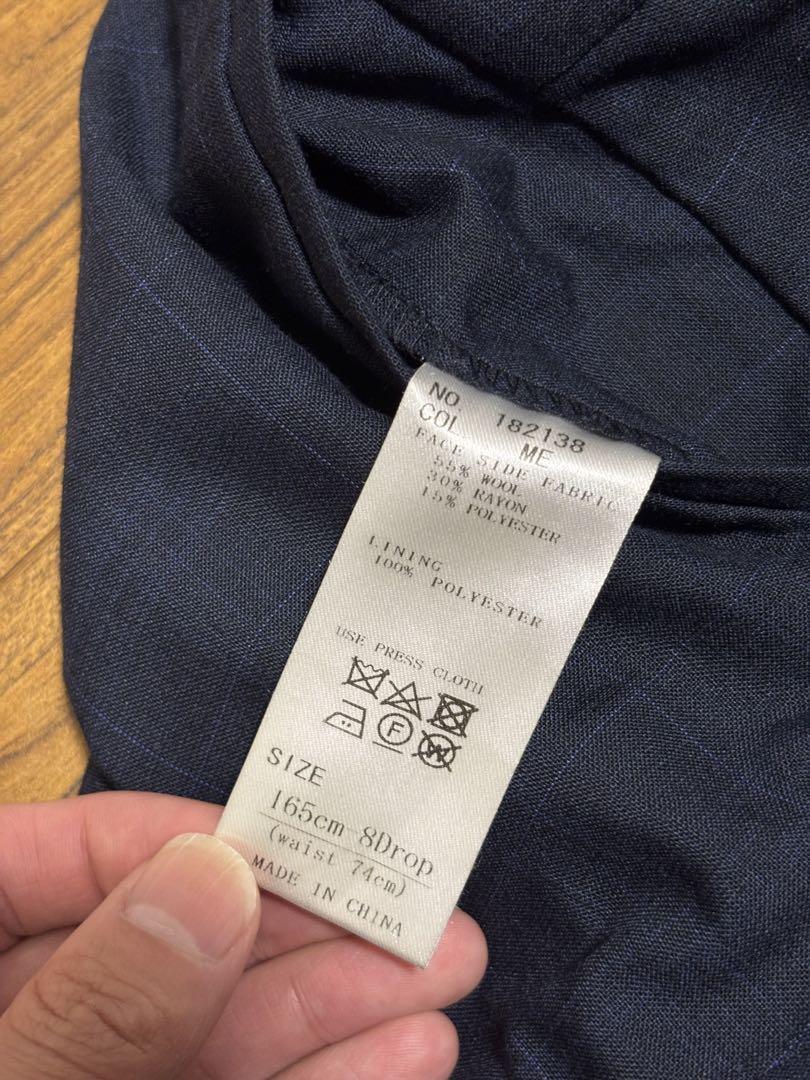 NO. 182138
COL ME
FACE SIDE FABRIC
55% WOOL
30% RAYON
15% POLYESTER
LINING
100% POLYESTER
USE PRESS CLOTH
F W
SIZE
165cm 8Drop
(waist 74cm)
MADE IN CHINA